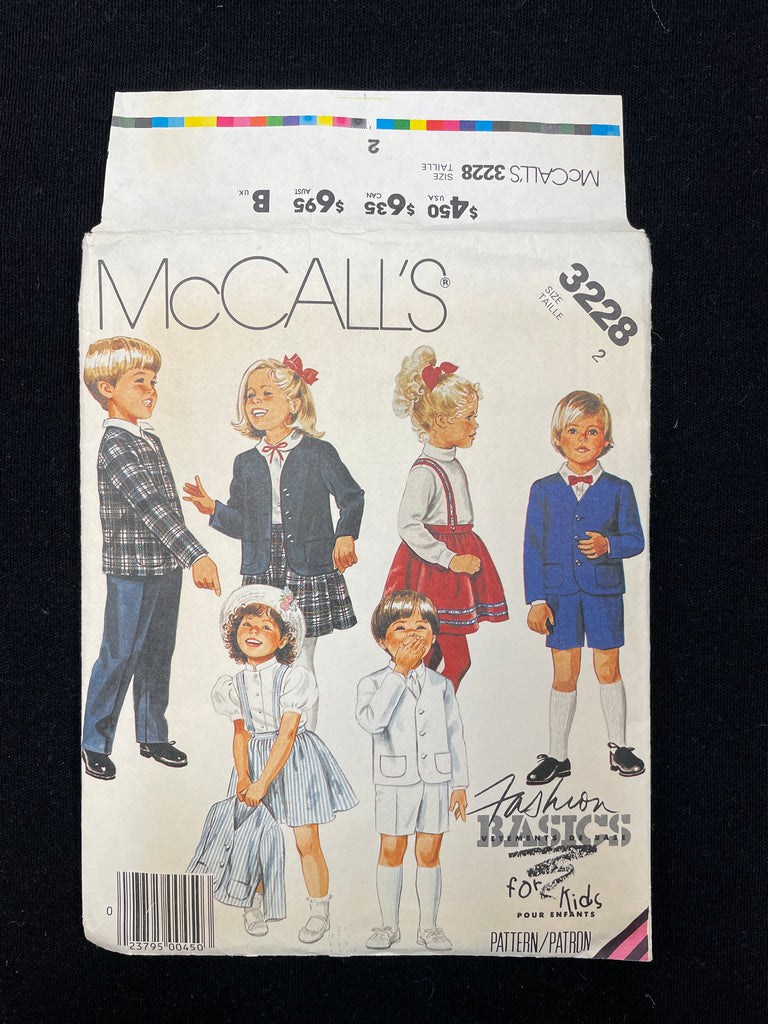 2
McCALL'S 3228 SIZE TAILLE
$4.50 U.S.A. $6.35 CAN $6.95 AUST. B UK
McCALL'S®
3228
SIZE
TAILLE
2
Fashion
BASICS
VETEMENTS DE BASE
for Kids
POUR ENFANTS
PATTERN/PATRON
0
23795 00450